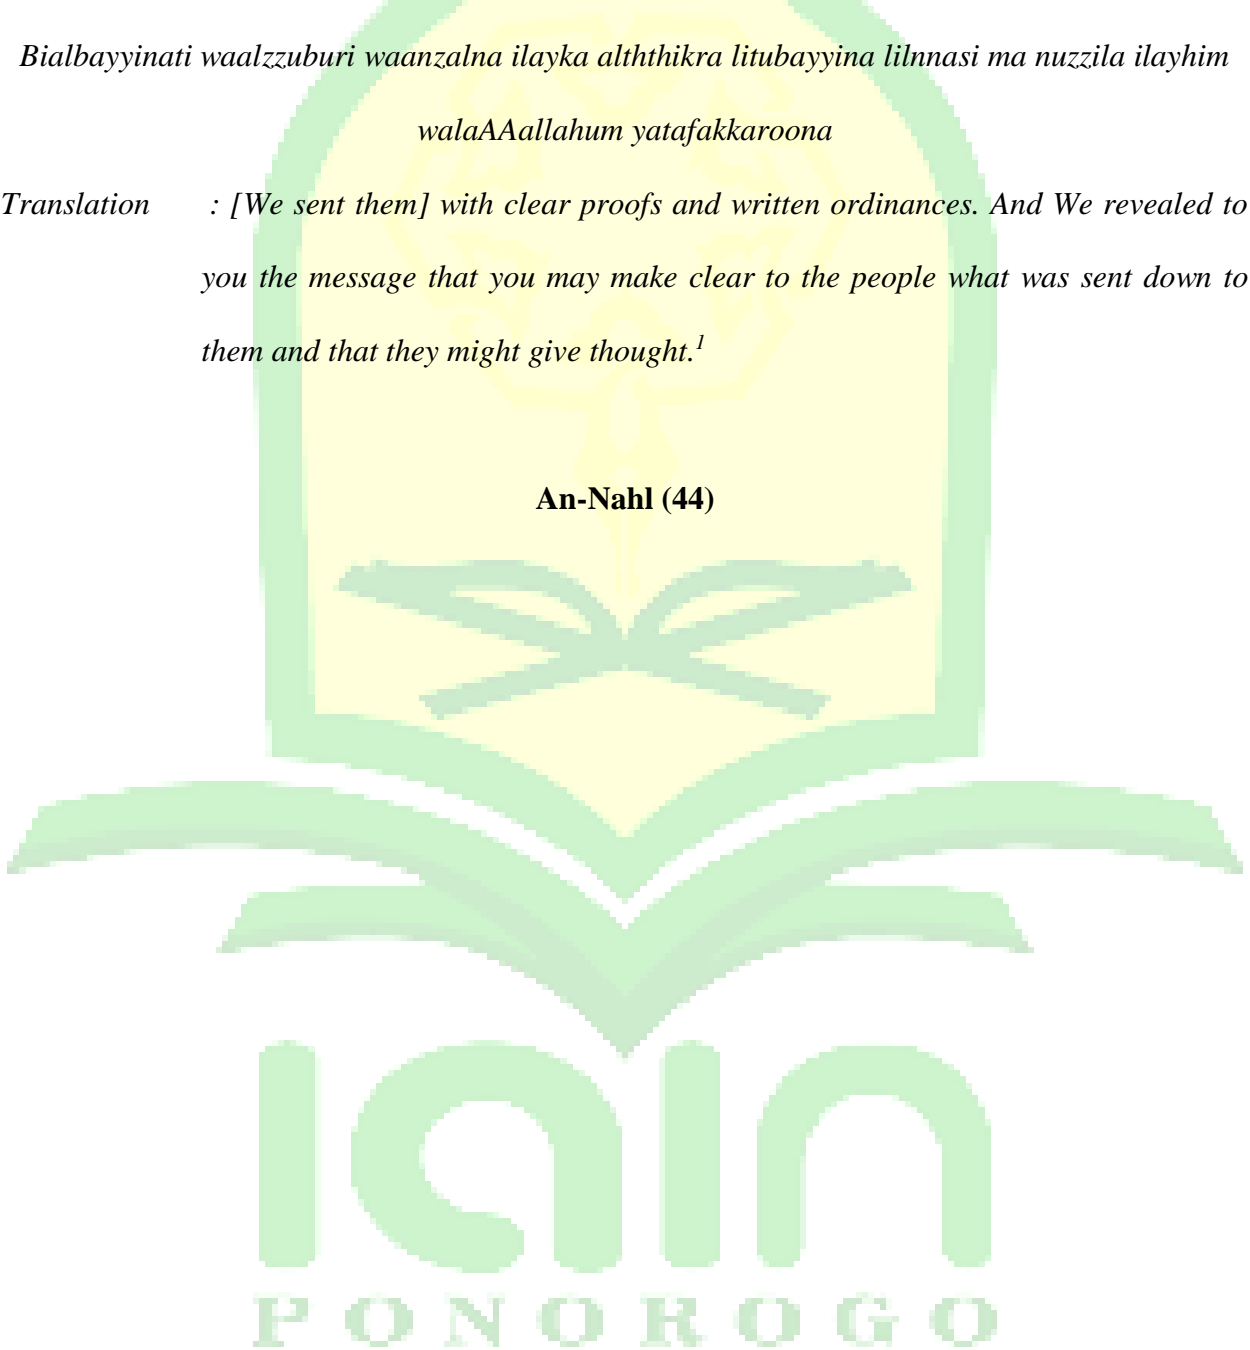 Bialbayyinati waalzzuburi waanzalna ilayka alththikra litubayyina lilnnasi ma nuzzila ilayhim
walaAAallahum yatafakkaroona
Translation : [We sent them] with clear proofs and written ordinances. And We revealed to
you the message that you may make clear to the people what was sent down to
them and that they might give thought.1
An-Nahl (44)
iain
PONOROGO